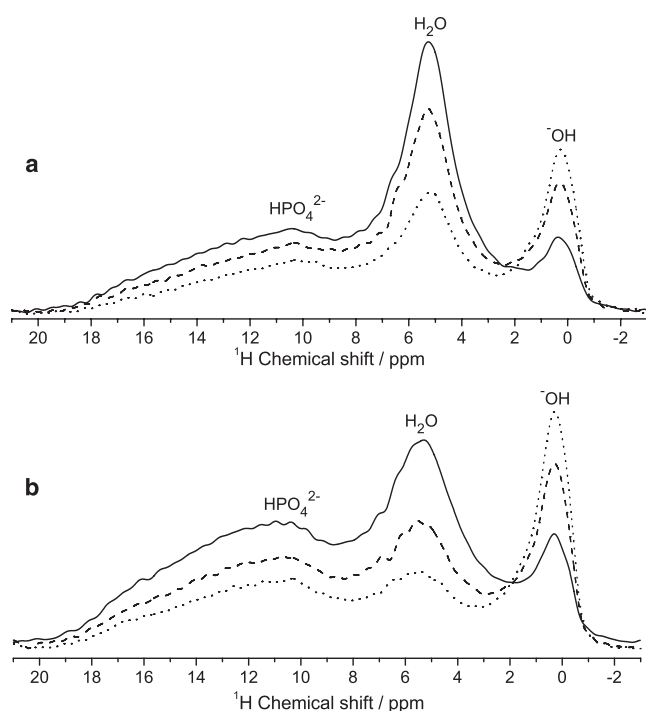 H₂O
⁻OH
a
HPO₄²⁻
20 18 16 14 12 10 8 6 4 2 0 -2
¹H Chemical shift / ppm
⁻OH
H₂O
b
HPO₄²⁻
20 18 16 14 12 10 8 6 4 2 0 -2
¹H Chemical shift / ppm